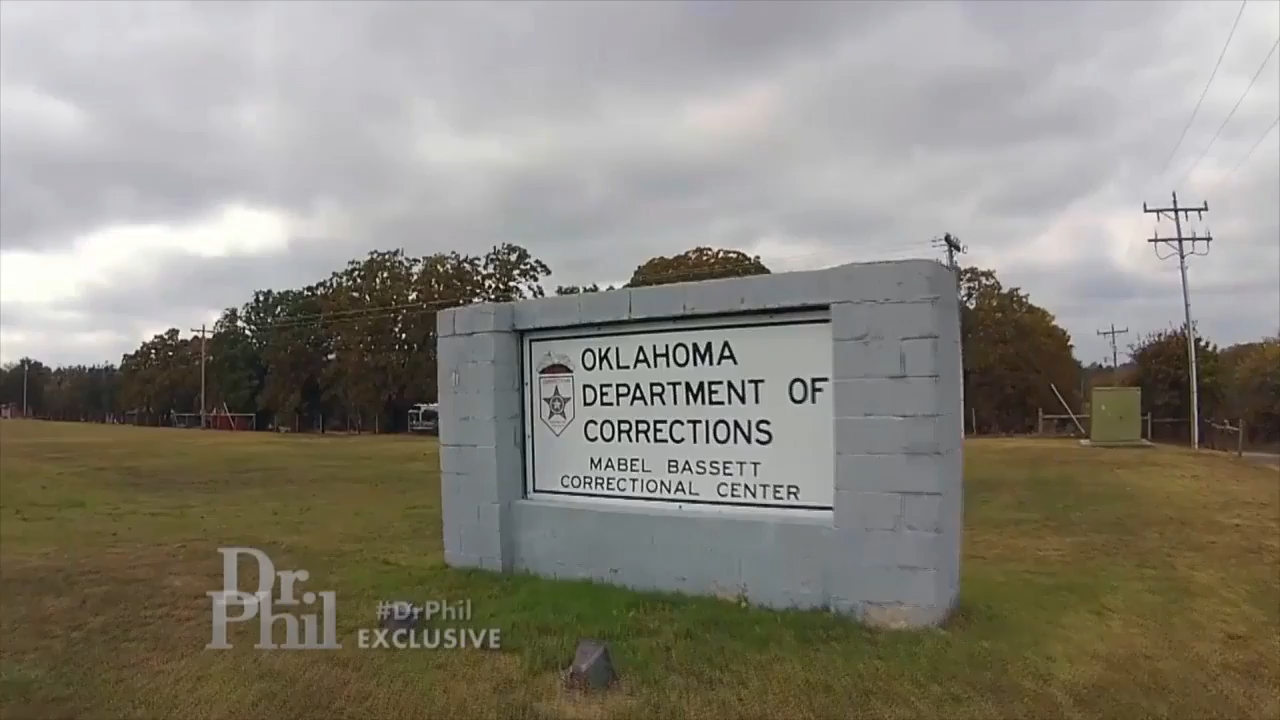 OKLAHOMA
DEPARTMENT OF
CORRECTIONS
MABEL BASSETT
CORRECTIONAL CENTER
Dr.
Phil
#DrPhil
EXCLUSIVE